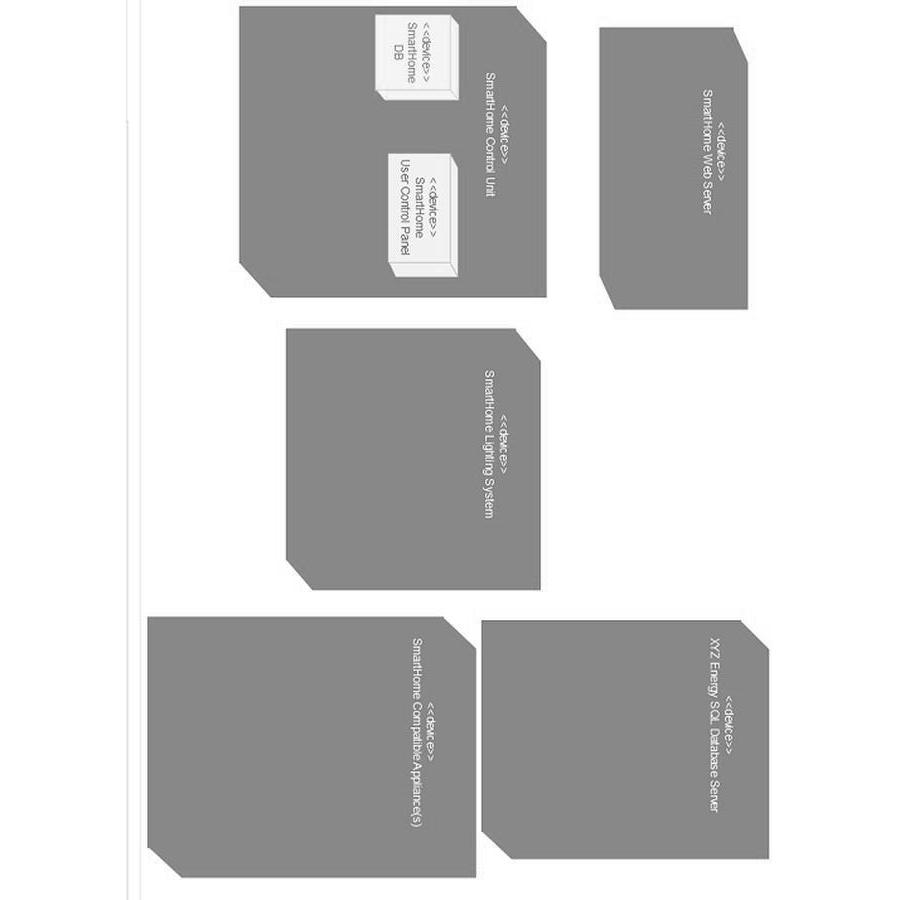 <<device>>
SmartHome Web Server
<<device>>
SmartHome Control Unit
<<device>>
SmartHome
DB
<<device>>
SmartHome
User Control Panel
<<device>>
SmartHome Lighting System
<<device>>
XYZ Energy SQL Database Server
<<device>>
SmartHome Compatible Appliance(s)